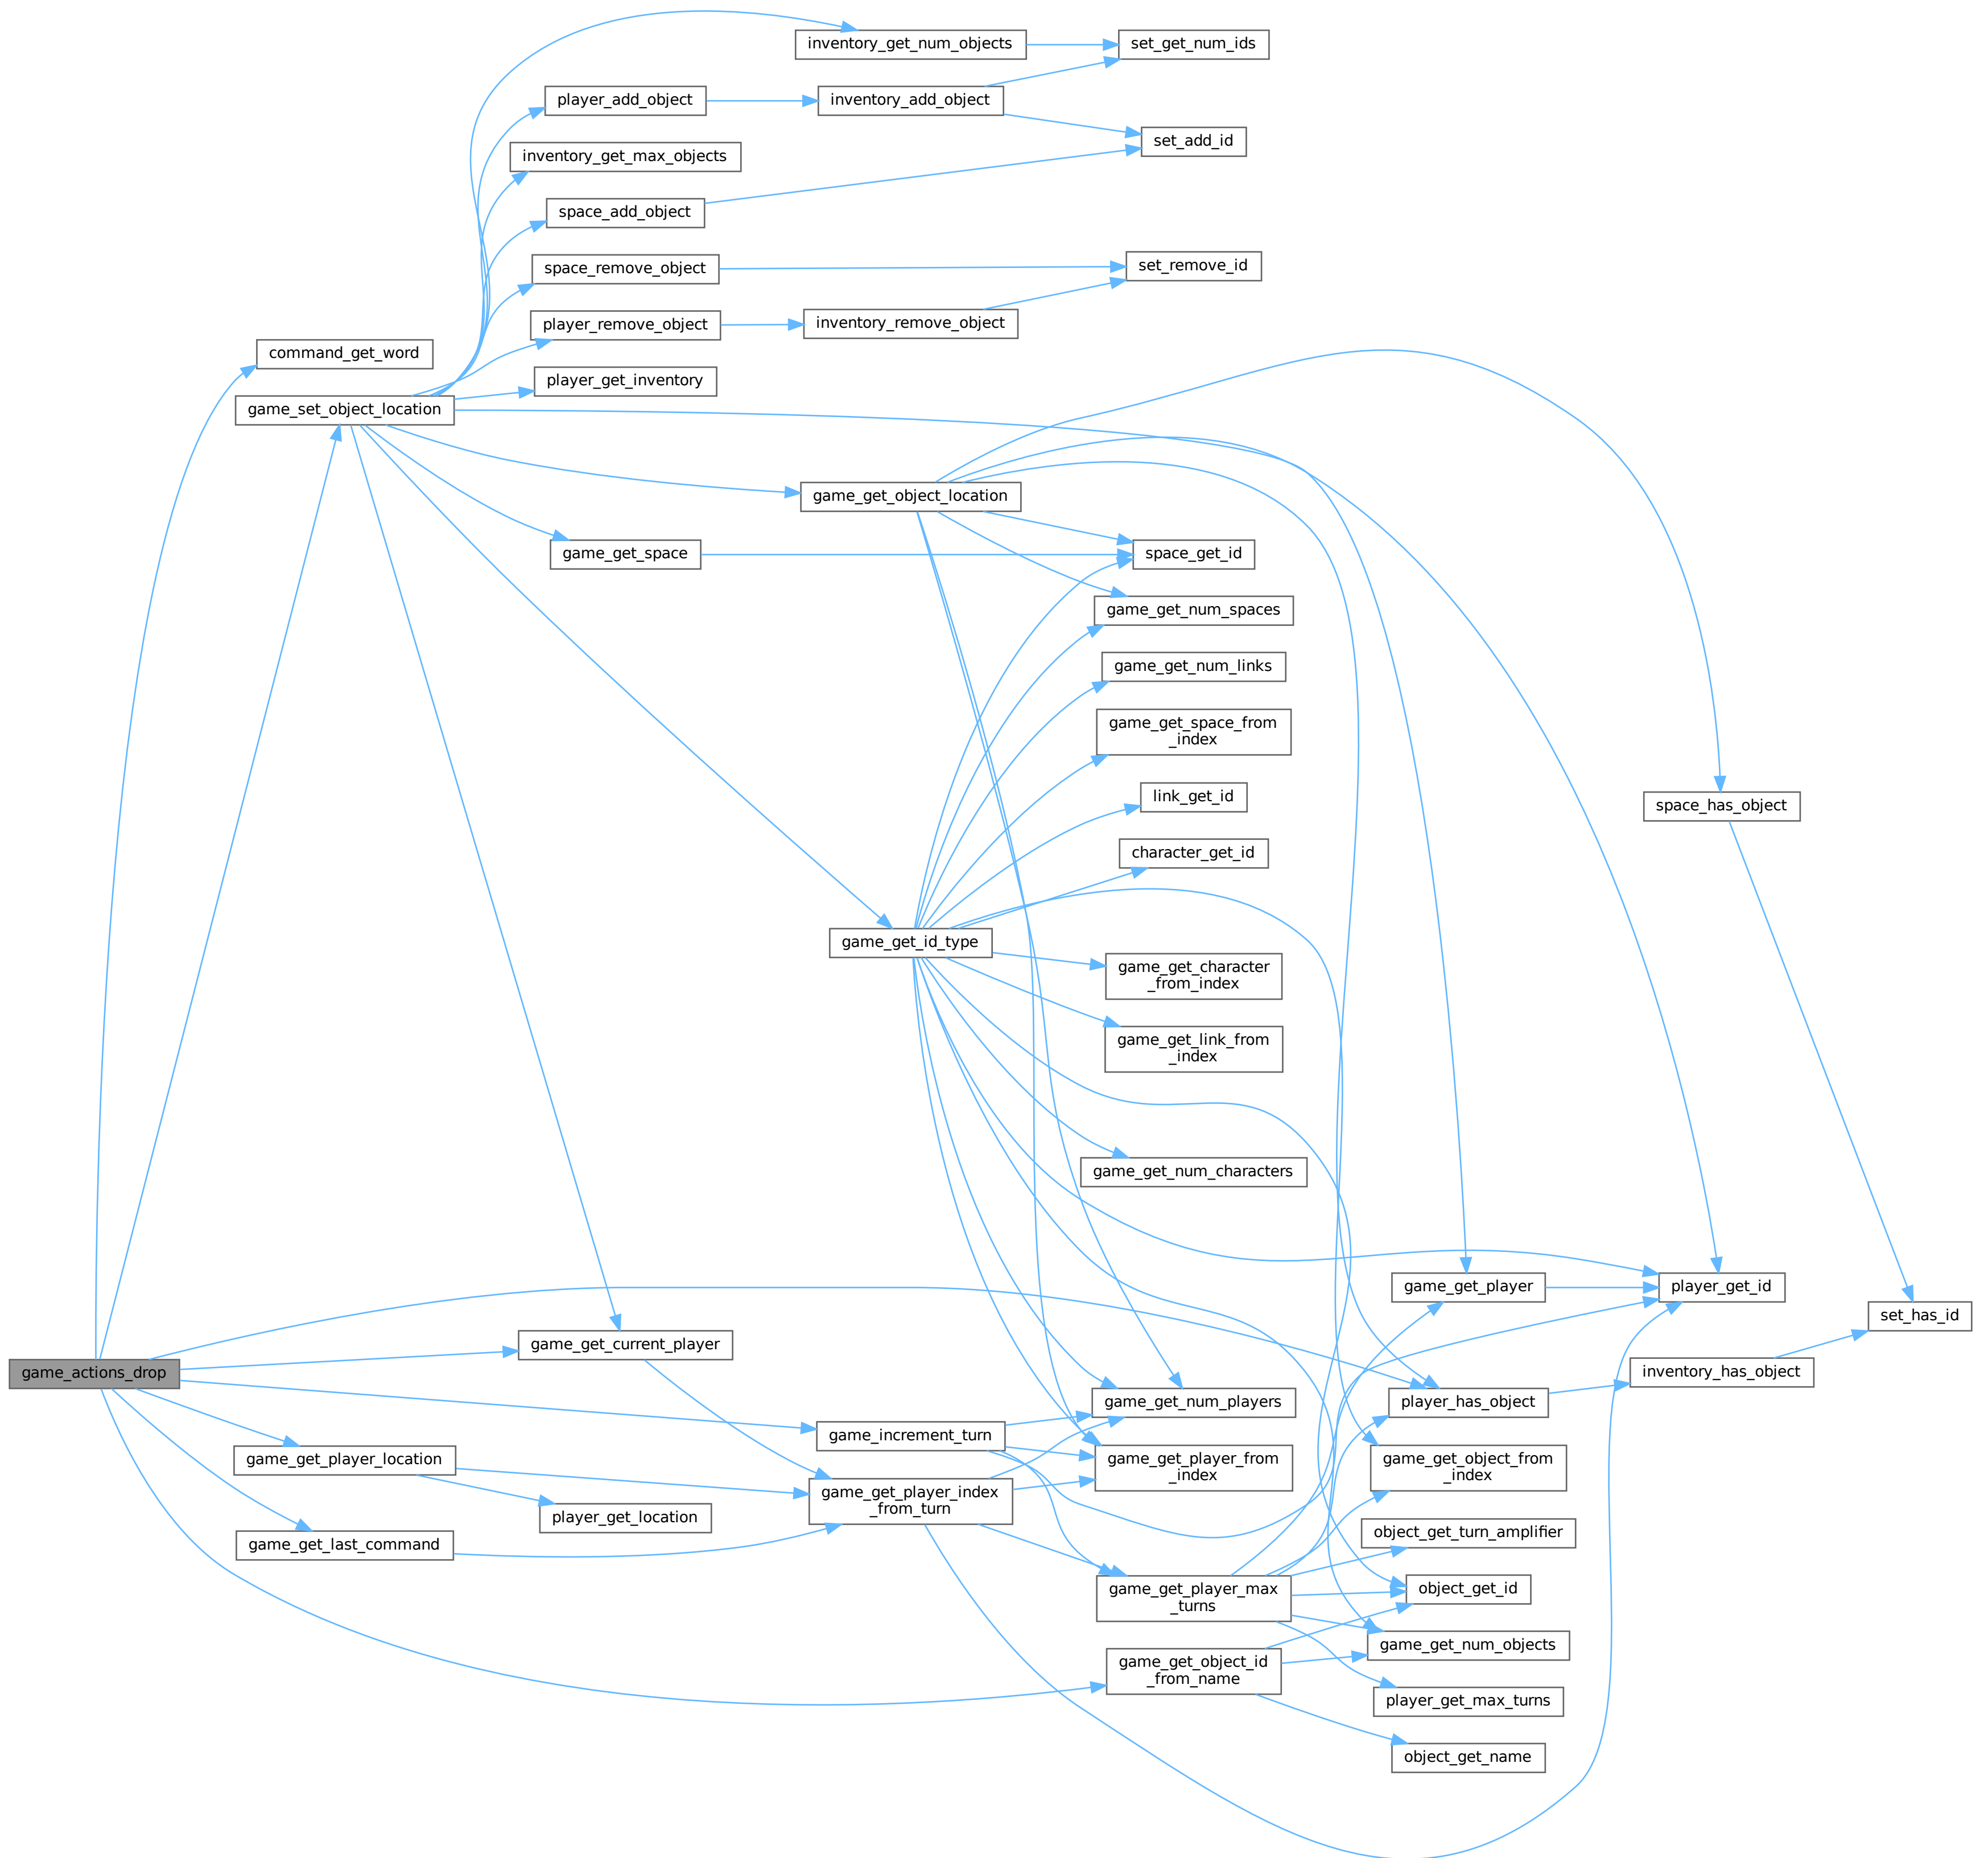 inventory_get_num_objects
set_get_num_ids
player_add_object
inventory_add_object
set_add_id
inventory_get_max_objects
space_add_object
space_remove_object
set_remove_id
player_remove_object
inventory_remove_object
command_get_word
player_get_inventory
game_set_object_location
game_get_object_location
game_get_space
space_get_id
game_get_num_spaces
game_get_num_links
game_get_space_from
_index
link_get_id
space_has_object
character_get_id
game_get_id_type
game_get_character
_from_index
game_get_link_from
_index
game_get_num_characters
game_get_player
player_get_id
set_has_id
game_get_current_player
game_actions_drop
inventory_has_object
game_get_num_players
player_has_object
game_increment_turn
game_get_player_location
game_get_player_from
_index
game_get_object_from
_index
game_get_player_index
_from_turn
player_get_location
object_get_turn_amplifier
game_get_last_command
game_get_player_max
_turns
object_get_id
game_get_num_objects
game_get_object_id
_from_name
player_get_max_turns
object_get_name